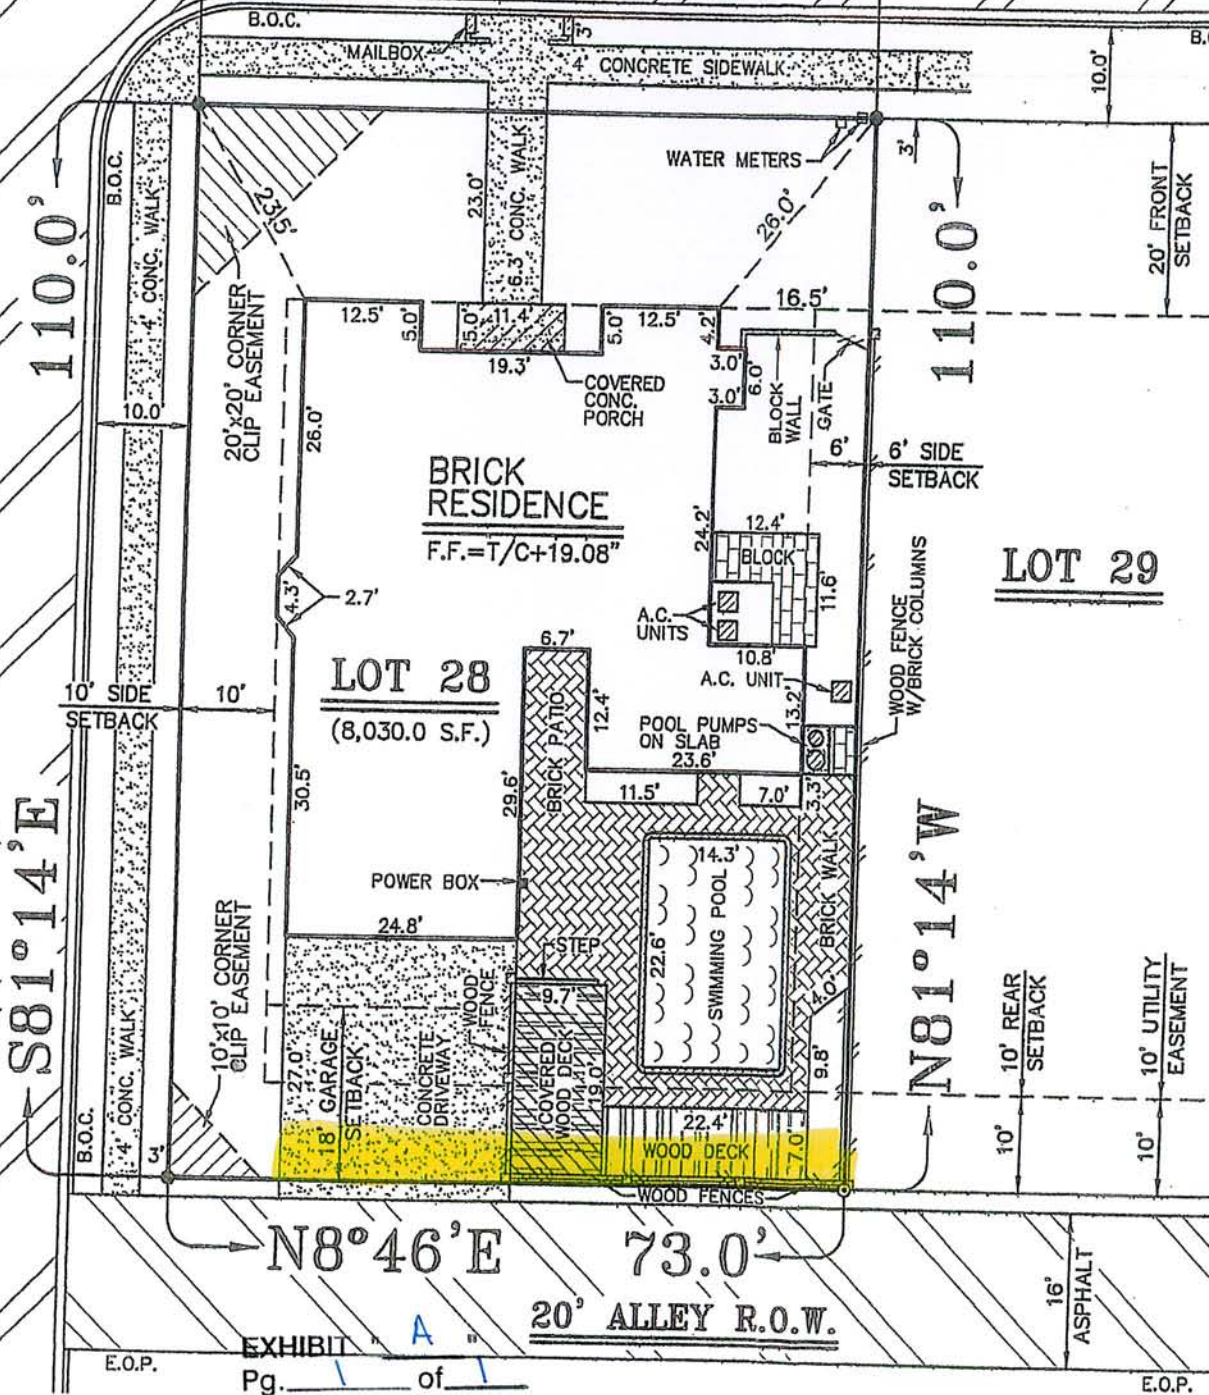 B.O.C.
MAILBOX
3'
4' CONCRETE SIDEWALK
B.O
10.0'
WATER METERS
3'
110.0'
B.O.C.
4' CONC. WALK
23.5'
23.0'
6.3' CONC. WALK
26.0'
110.0'
20' FRONT
SETBACK
20'x20' CORNER
CLIP EASEMENT
12.5'
5.0'
5.0'
11.4'
5.0'
12.5'
4.2'
16.5'
19.3'
3.0'
6.0'
3.0'
COVERED
CONC.
PORCH
BLOCK
WALL
GATE
10.0'
26.0'
6'
6' SIDE
SETBACK
BRICK
RESIDENCE
F.F.=T/C+19.08"
24.2'
12.4'
BLOCK
11.6'
LOT 29
WOOD FENCE
W/BRICK COLUMNS
4.3'
2.7'
A.C.
UNITS
10.8'
6.7'
LOT 28
(8,030.0 S.F.)
10' SIDE
SETBACK
10'
A.C. UNIT
13.2'
12.4'
BRICK PATIO
POOL PUMPS
ON SLAB
23.6'
30.5'
29.6'
11.5'
7.0'
3.3'
S81°14'E
4' CONC. WALK
14.3'
22.6'
SWIMMING POOL
BRICK WALK
N81°14'W
POWER BOX
24.8'
STEP
WOOD
FENCE
9.7'
4.0'
10'x10' CORNER
CLIP EASEMENT
27.0'
18' GARAGE
SETBACK
CONCRETE
DRIVEWAY
COVERED
WOOD DECK
19.0'
9.8'
10' REAR
SETBACK
10' UTILITY
EASEMENT
B.O.C.
3'
22.4'
WOOD DECK
7.0'
10'
10'
WOOD FENCES
N8°46'E
73.0'
20' ALLEY R.O.W.
16'
ASPHALT
EXHIBIT " A "
Pg. 1 of 1
E.O.P.
E.O.P.